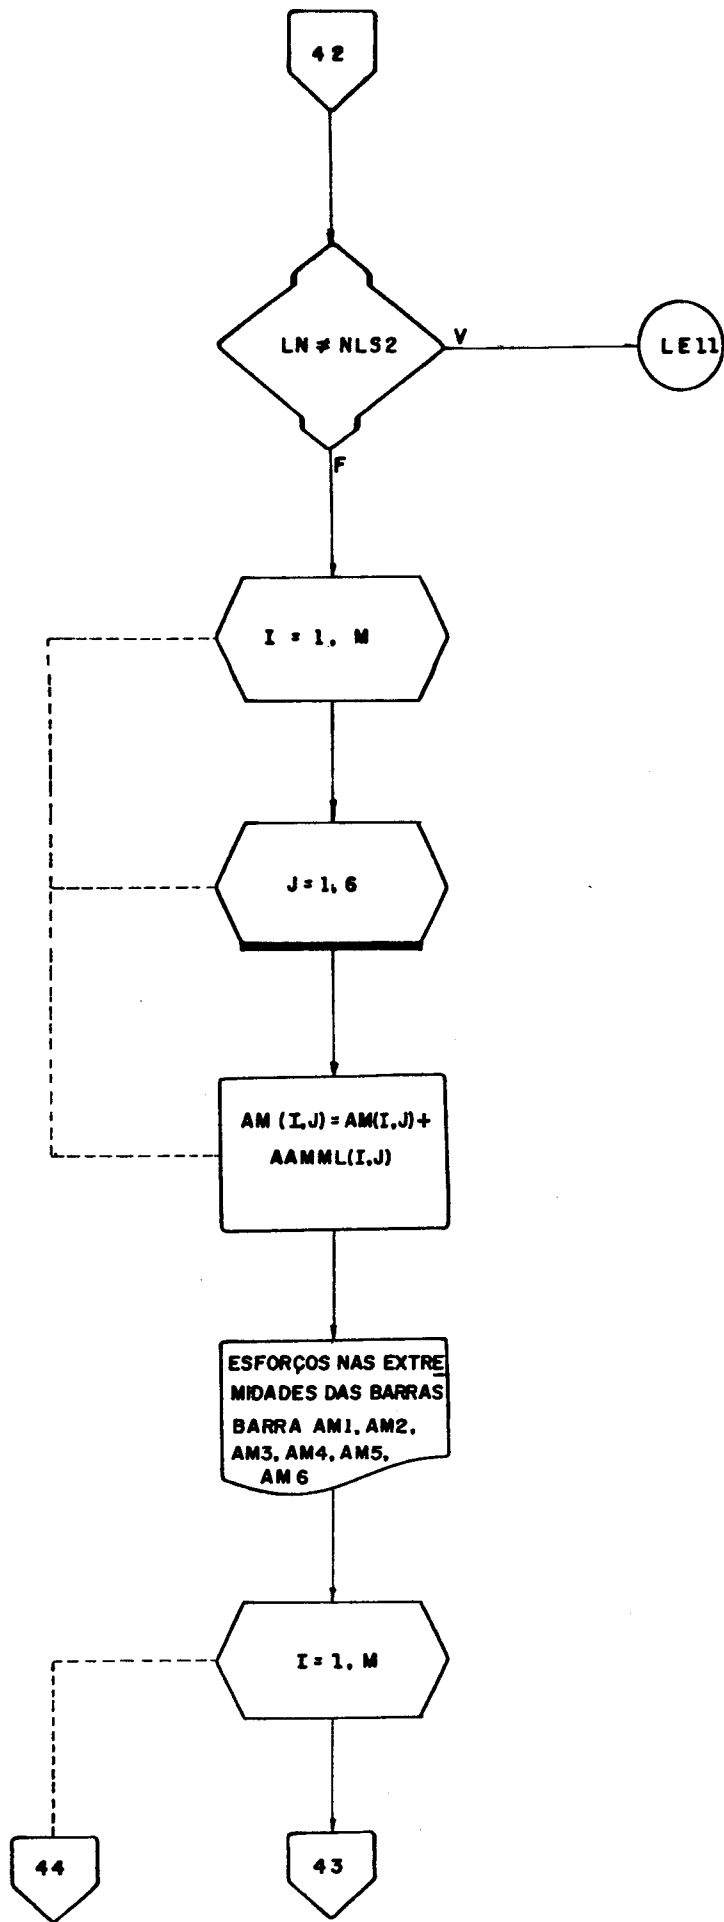 42
LN ≠ NLS2
V
LE11
F
I = 1, M
J = 1, 6
AM (I,J) = AM(I,J) +
AAMML(I,J)
ESFORÇOS NAS EXTRE
MIDADES DAS BARRAS
BARRA AM1, AM2,
AM3, AM4, AM5,
AM 6
I = 1, M
44
43